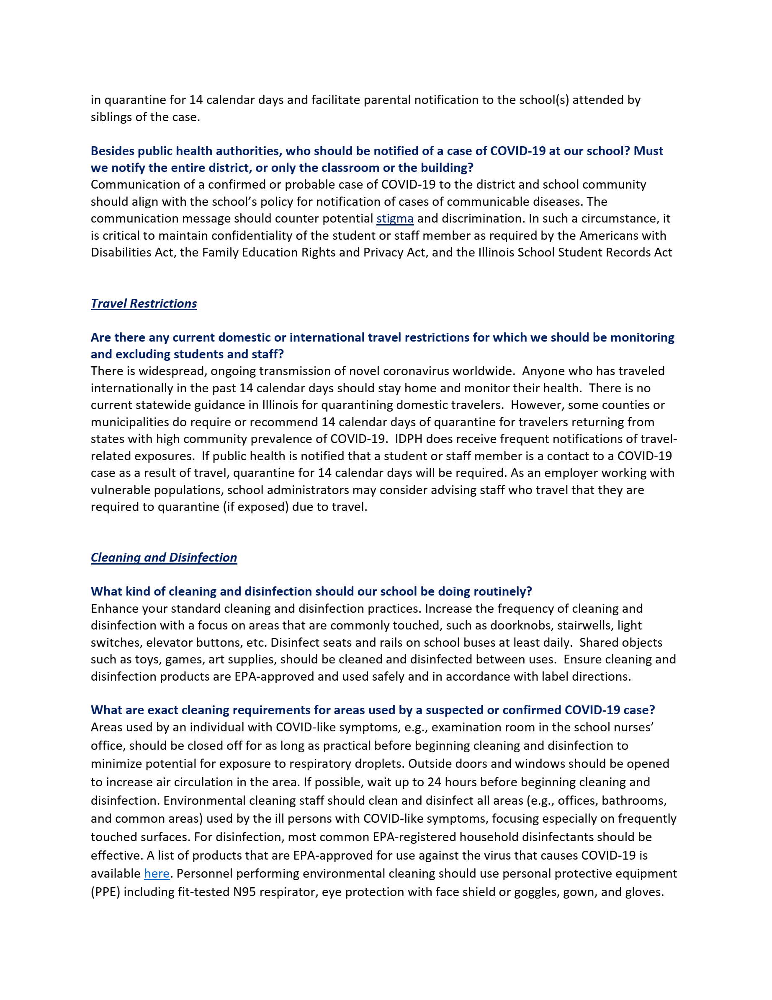 in quarantine for 14 calendar days and facilitate parental notification to the school(s) attended by
siblings of the case.
Besides public health authorities, who should be notified of a case of COVID-19 at our school? Must
we notify the entire district, or only the classroom or the building?
Communication of a confirmed or probable case of COVID-19 to the district and school community
should align with the school’s policy for notification of cases of communicable diseases. The
communication message should counter potential stigma and discrimination. In such a circumstance, it
is critical to maintain confidentiality of the student or staff member as required by the Americans with
Disabilities Act, the Family Education Rights and Privacy Act, and the Illinois School Student Records Act
Travel Restrictions
Are there any current domestic or international travel restrictions for which we should be monitoring
and excluding students and staff?
There is widespread, ongoing transmission of novel coronavirus worldwide.  Anyone who has traveled
internationally in the past 14 calendar days should stay home and monitor their health.  There is no
current statewide guidance in Illinois for quarantining domestic travelers.  However, some counties or
municipalities do require or recommend 14 calendar days of quarantine for travelers returning from
states with high community prevalence of COVID-19.  IDPH does receive frequent notifications of travel-
related exposures.  If public health is notified that a student or staff member is a contact to a COVID-19
case as a result of travel, quarantine for 14 calendar days will be required. As an employer working with
vulnerable populations, school administrators may consider advising staff who travel that they are
required to quarantine (if exposed) due to travel.
Cleaning and Disinfection
What kind of cleaning and disinfection should our school be doing routinely?
Enhance your standard cleaning and disinfection practices. Increase the frequency of cleaning and
disinfection with a focus on areas that are commonly touched, such as doorknobs, stairwells, light
switches, elevator buttons, etc. Disinfect seats and rails on school buses at least daily.  Shared objects
such as toys, games, art supplies, should be cleaned and disinfected between uses.  Ensure cleaning and
disinfection products are EPA-approved and used safely and in accordance with label directions.
What are exact cleaning requirements for areas used by a suspected or confirmed COVID-19 case?
Areas used by an individual with COVID-like symptoms, e.g., examination room in the school nurses’
office, should be closed off for as long as practical before beginning cleaning and disinfection to
minimize potential for exposure to respiratory droplets. Outside doors and windows should be opened
to increase air circulation in the area. If possible, wait up to 24 hours before beginning cleaning and
disinfection. Environmental cleaning staff should clean and disinfect all areas (e.g., offices, bathrooms,
and common areas) used by the ill persons with COVID-like symptoms, focusing especially on frequently
touched surfaces. For disinfection, most common EPA-registered household disinfectants should be
effective. A list of products that are EPA-approved for use against the virus that causes COVID-19 is
available here. Personnel performing environmental cleaning should use personal protective equipment
(PPE) including fit-tested N95 respirator, eye protection with face shield or goggles, gown, and gloves.